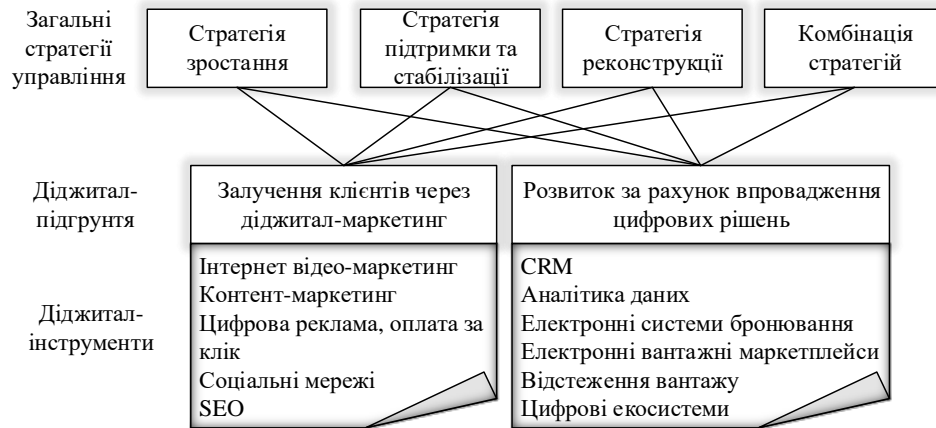 Загальні
стратегії
управління
Стратегія
зростання
Стратегія
підтримки та
стабілізації
Стратегія
реконструкції
Комбінація
стратегій
Діджитал-
підгрунтя
Залучення клієнтів через
діджитал-маркетинг
Розвиток за рахунок впровадження
цифрових рішень
Діджитал-
інструменти
Інтернет відео-маркетинг
Контент-маркетинг
Цифрова реклама, оплата за
клік
Соціальні мережі
SEO
CRM
Аналітика даних
Електронні системи бронювання
Електронні вантажні маркетплейси
Відстеження вантажу
Цифрові екосистеми